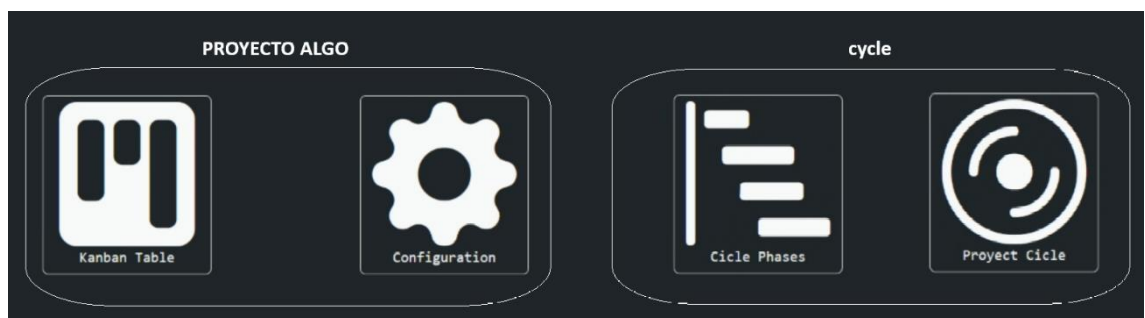 PROYECTO ALGO
cycle
Kanban Table
Configuration
Cicle Phases
Proyect Cicle